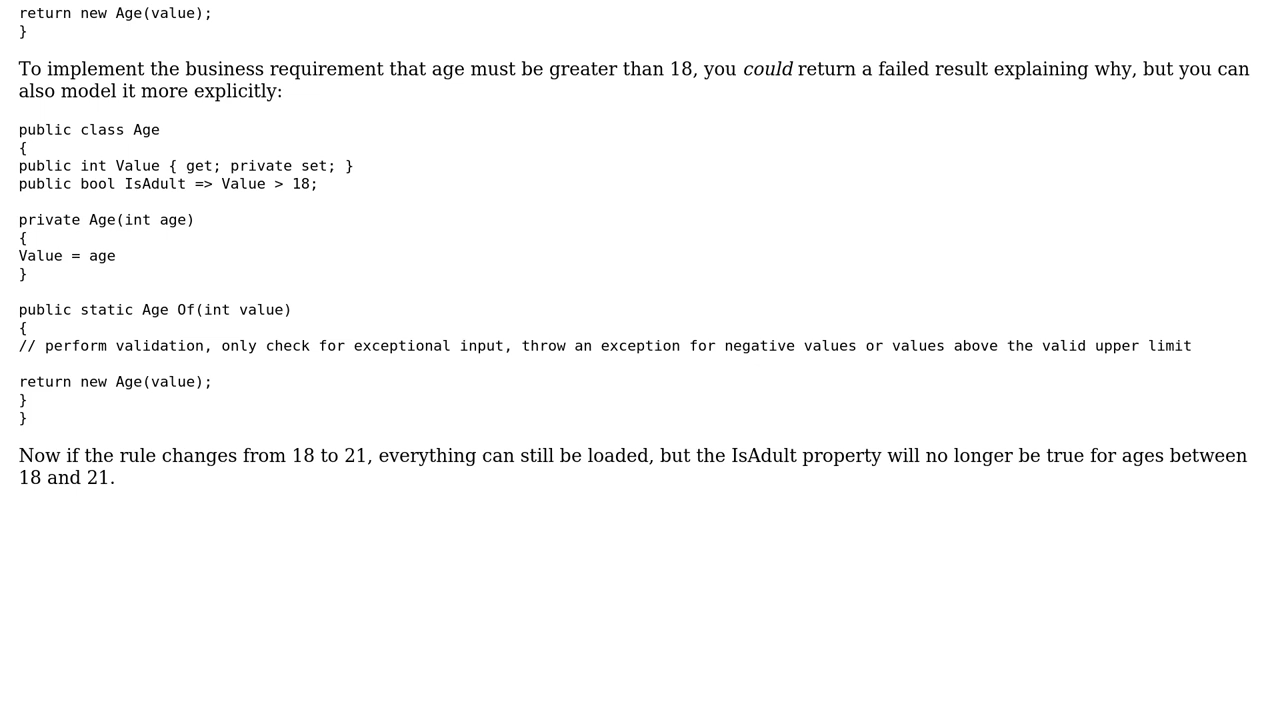 return new Age(value);
}
To implement the business requirement that age must be greater than 18, you could return a failed result explaining why, but you can
also model it more explicitly:
public class Age
{
public int Value { get; private set; }
public bool IsAdult => Value > 18;
private Age(int age)
{
Value = age
}
public static Age Of(int value)
{
// perform validation, only check for exceptional input, throw an exception for negative values or values above the valid upper limit
return new Age(value);
}
}
Now if the rule changes from 18 to 21, everything can still be loaded, but the IsAdult property will no longer be true for ages between
18 and 21.